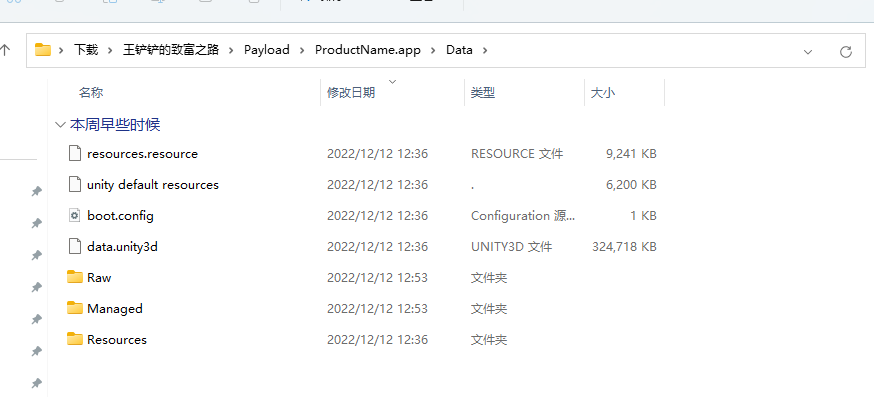 下载 › 王铲铲的致富之路 › Payload › ProductName.app › Data ›
名称 修改日期 类型 大小
本周早些时候
resources.resource 2022/12/12 12:36 RESOURCE 文件 9,241 KB
unity default resources 2022/12/12 12:36 . 6,200 KB
boot.config 2022/12/12 12:36 Configuration 源... 1 KB
data.unity3d 2022/12/12 12:36 UNITY3D 文件 324,718 KB
Raw 2022/12/12 12:53 文件夹
Managed 2022/12/12 12:53 文件夹
Resources 2022/12/12 12:36 文件夹